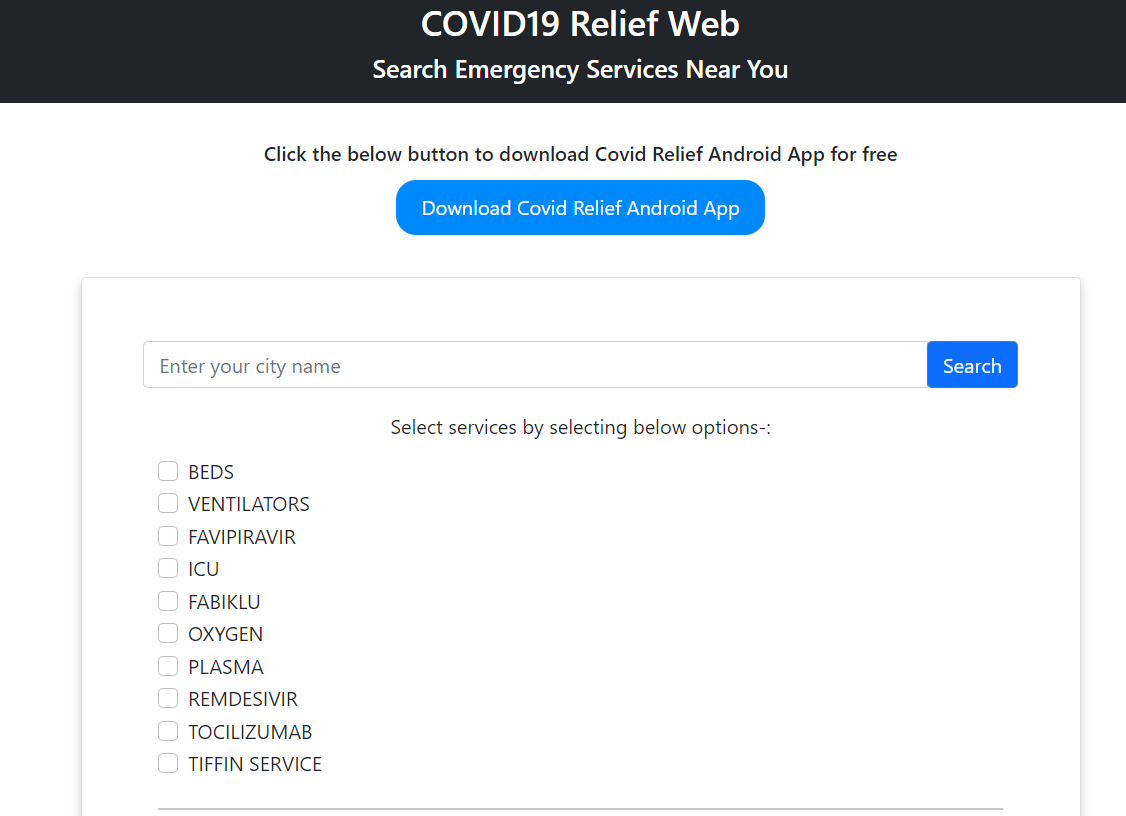 COVID19 Relief Web
Search Emergency Services Near You
Click the below button to download Covid Relief Android App for free
Download Covid Relief Android App
Enter your city name
Search
Select services by selecting below options-:
BEDS
VENTILATORS
FAVIPIRAVIR
ICU
FABIKLU
OXYGEN
PLASMA
REMDESIVIR
TOCILIZUMAB
TIFFIN SERVICE